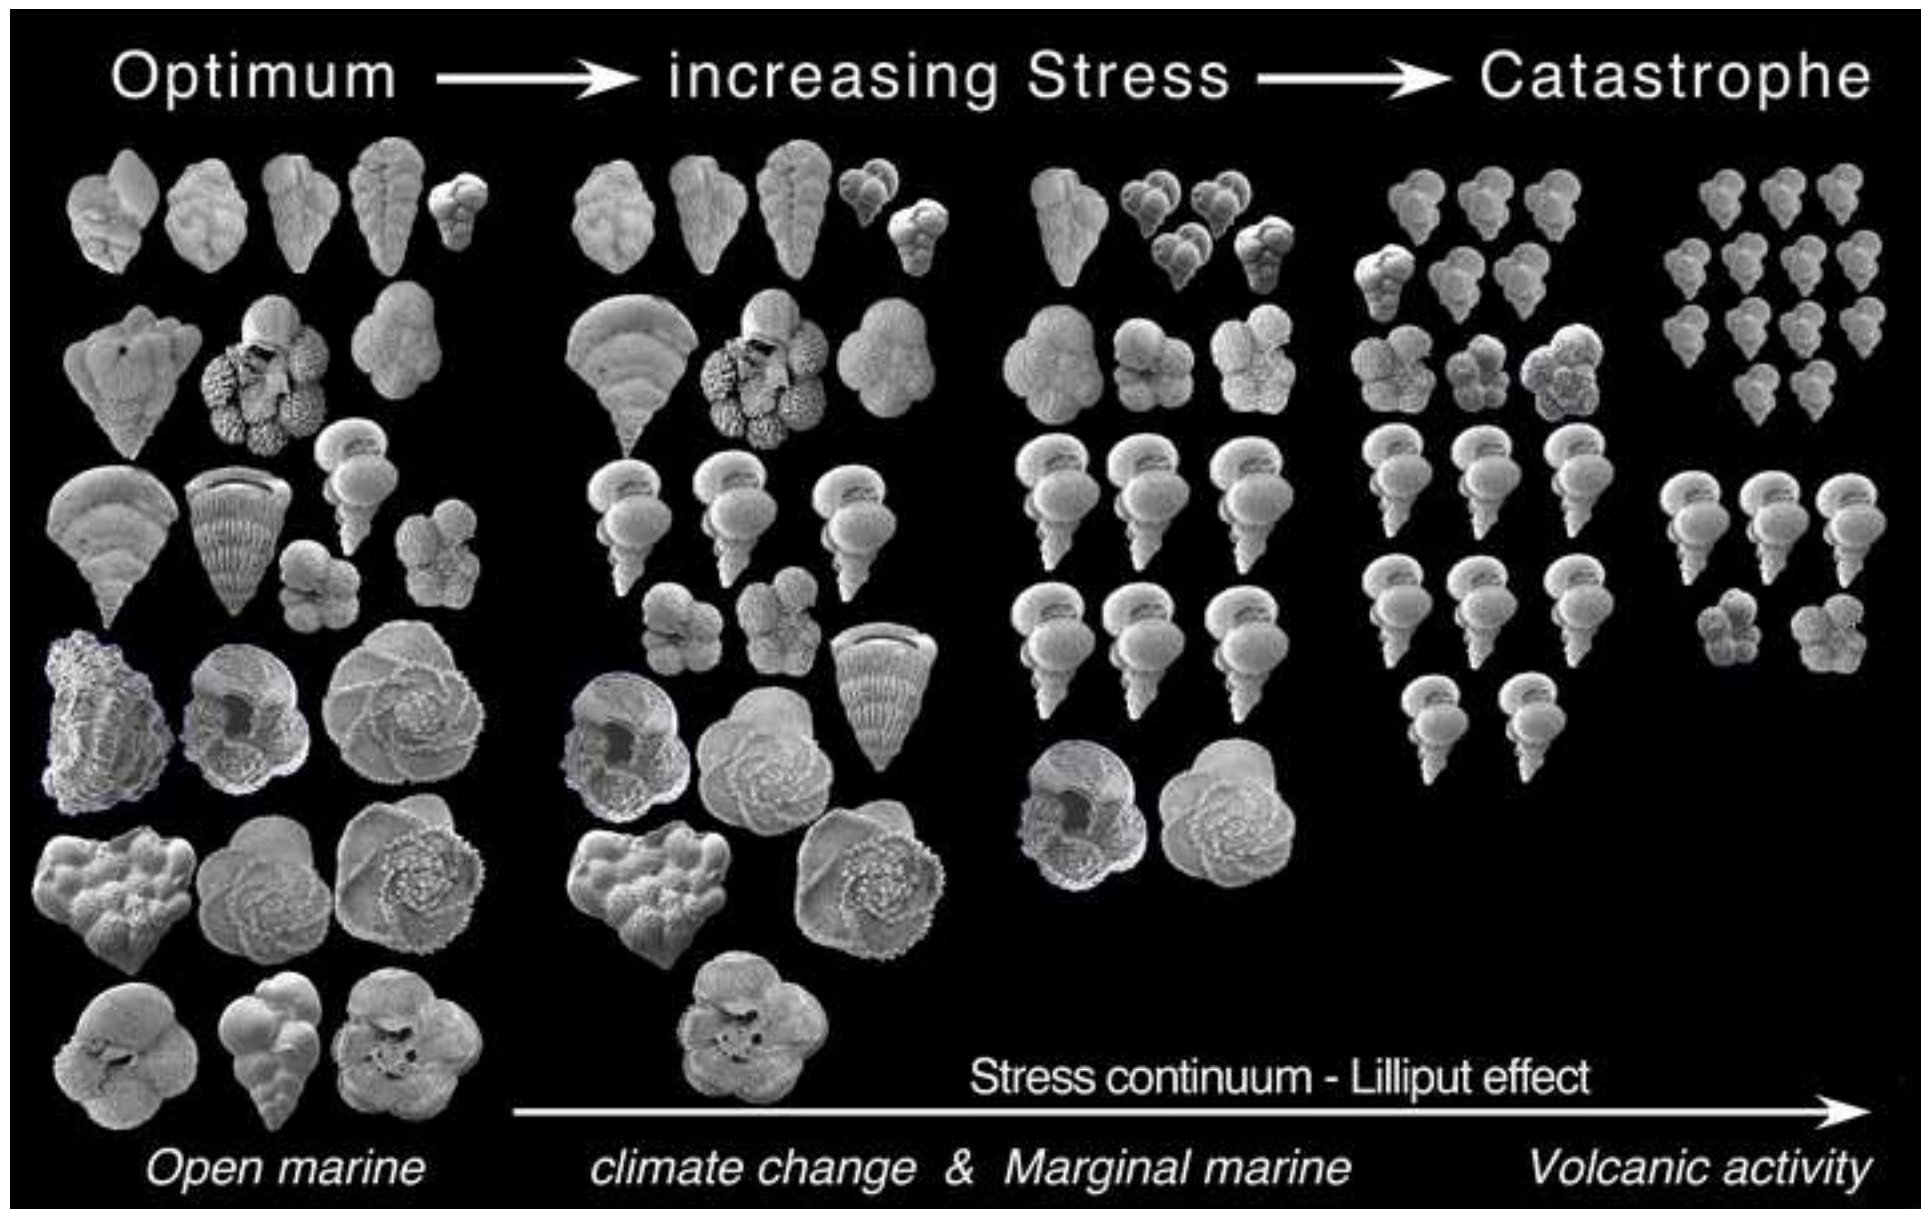 Optimum increasing Stress Catastrophe
Stress continuum - Lilliput effect
Open marine climate change & Marginal marine Volcanic activity